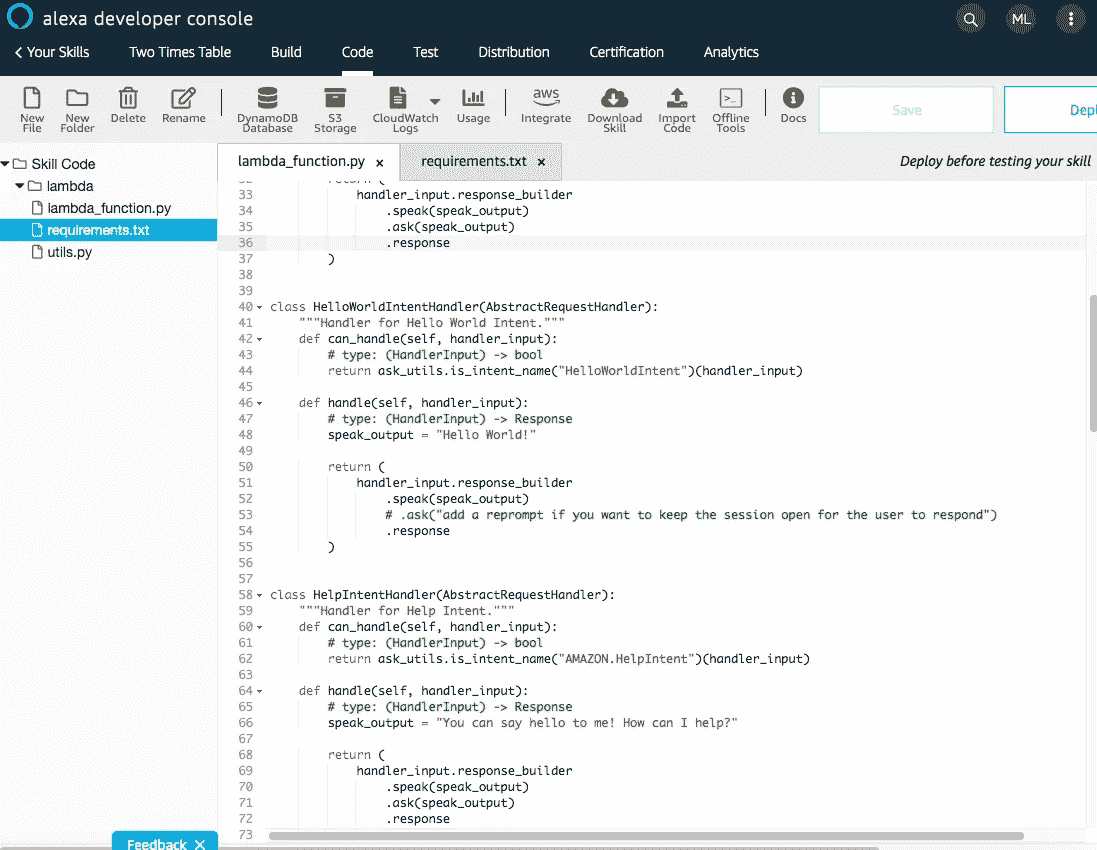 alexa developer console
ML
Your Skills Two Times Table Build Code Test Distribution Certification Analytics
New File New Folder Delete Rename DynamoDB Database S3 Storage CloudWatch Logs Usage aws Integrate Download Skill Import Code Offline Tools Docs Save
Skill Code
lambda
lambda_function.py
requirements.txt
utils.py
lambda_function.py x requirements.txt x Deploy before testing your skill
33 handler_input.response_builder
34 .speak(speak_output)
35 .ask(speak_output)
36 .response
37 )
38
39
40 class HelloWorldIntentHandler(AbstractRequestHandler):
41 """Handler for Hello World Intent."""
42 def can_handle(self, handler_input):
43 # type: (HandlerInput) -> bool
44 return ask_utils.is_intent_name("HelloWorldIntent")(handler_input)
45
46 def handle(self, handler_input):
47 # type: (HandlerInput) -> Response
48 speak_output = "Hello World!"
49
50 return (
51 handler_input.response_builder
52 .speak(speak_output)
53 # .ask("add a reprompt if you want to keep the session open for the user to respond")
54 .response
55 )
56
57
58 class HelpIntentHandler(AbstractRequestHandler):
59 """Handler for Help Intent."""
60 def can_handle(self, handler_input):
61 # type: (HandlerInput) -> bool
62 return ask_utils.is_intent_name("AMAZON.HelpIntent")(handler_input)
63
64 def handle(self, handler_input):
65 # type: (HandlerInput) -> Response
66 speak_output = "You can say hello to me! How can I help?"
67
68 return (
69 handler_input.response_builder
70 .speak(speak_output)
71 .ask(speak_output)
72 .response
73
Feedback X